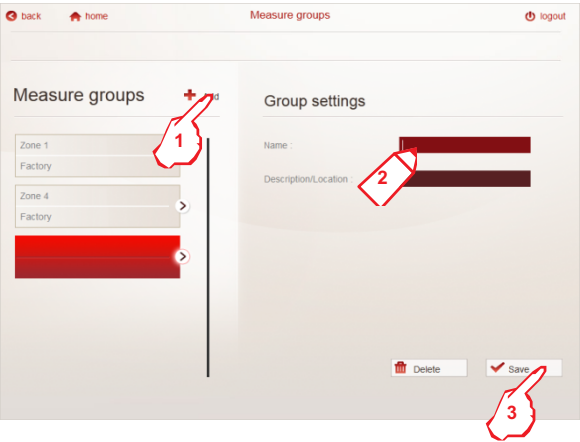 back
home
Measure groups
logout
Measure groups
Group settings
1
Zone 1
Factory
Name :
2
Description/Location :
Zone 4
Factory
Delete
Save
3